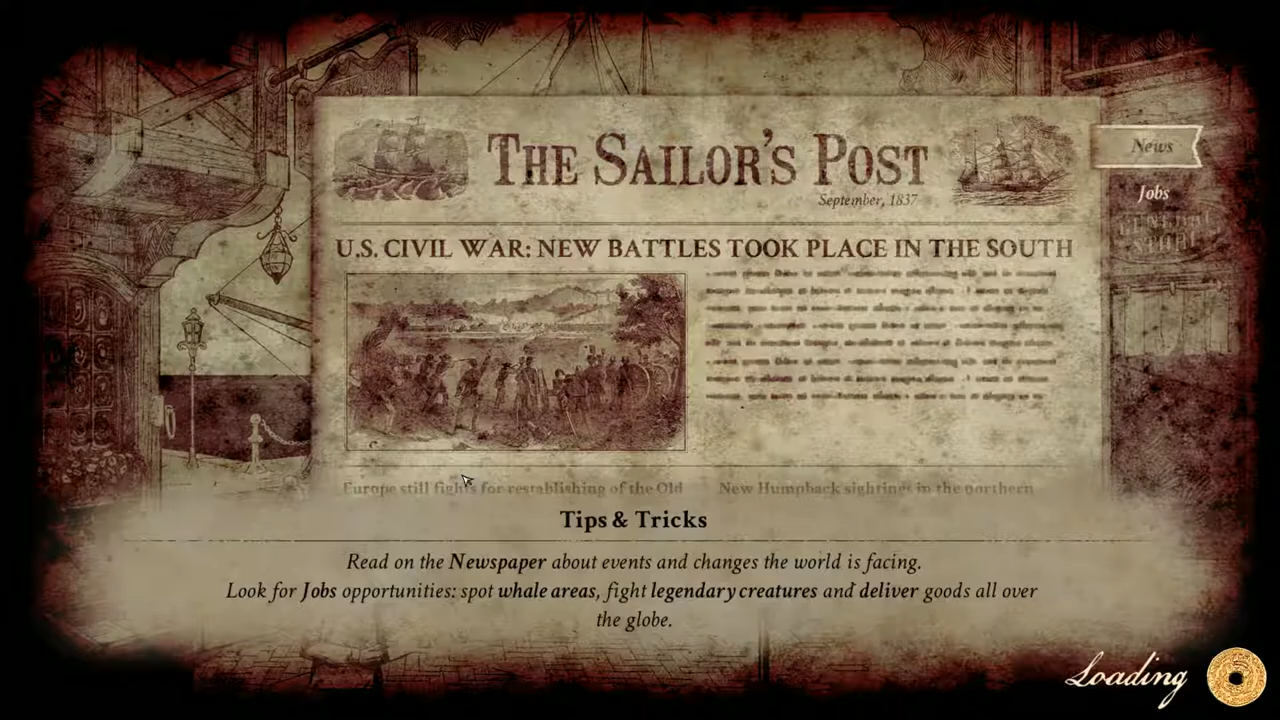 THE SAILOR'S POST
News
September, 1837
Jobs
U.S. CIVIL WAR: NEW BATTLES TOOK PLACE IN THE SOUTH
Europe still fights for restablishing of the Old
New Humpback sightings in the northern
Tips & Tricks
Read on the Newspaper about events and changes the world is facing.
Look for Jobs opportunities: spot whale areas, fight legendary creatures and deliver goods all over
the globe.
Loading